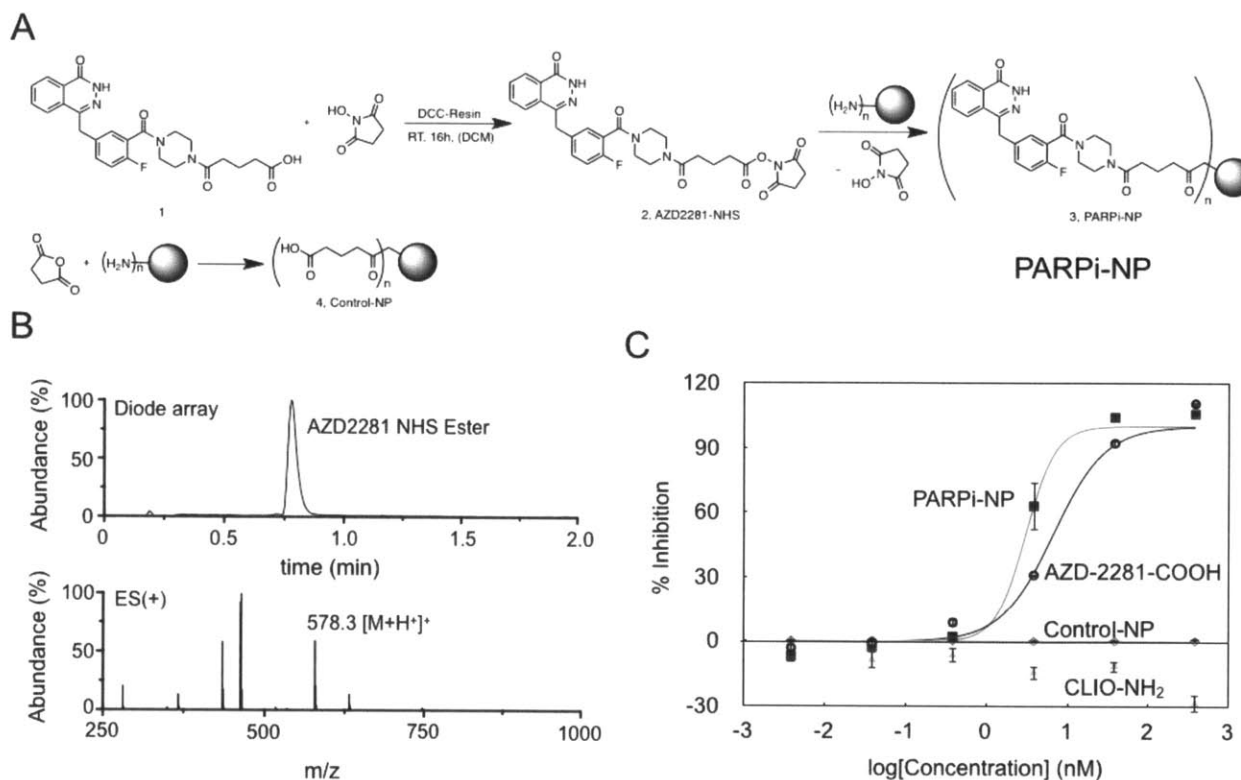 A
O
NH
N
O
N
N
F
O
O
OH
1
+
HO
O
N
O
DCC-Resin
RT. 16h. (DCM)
O
NH
N
O
N
N
F
O
O
O
N
O
O
2. AZD2281-NHS
(H2N)n
-
O
N
HO
O
O
NH
N
O
N
N
F
O
O
n
3. PARPi-NP
O
O
O
+
(H2N)n
HO
O
O
n
4. Control-NP
PARPi-NP
B
Abundance (%)
100
50
0
Diode array
AZD2281 NHS Ester
0
0.5
1.0
1.5
2.0
time (min)
Abundance (%)
100
50
0
ES(+)
578.3 [M+H⁺]⁺
250
500
750
1000
m/z
C
% Inhibition
120
90
60
30
0
-30
PARPi-NP
AZD-2281-COOH
Control-NP
CLIO-NH₂
-3
-2
-1
0
1
2
3
log[Concentration] (nM)